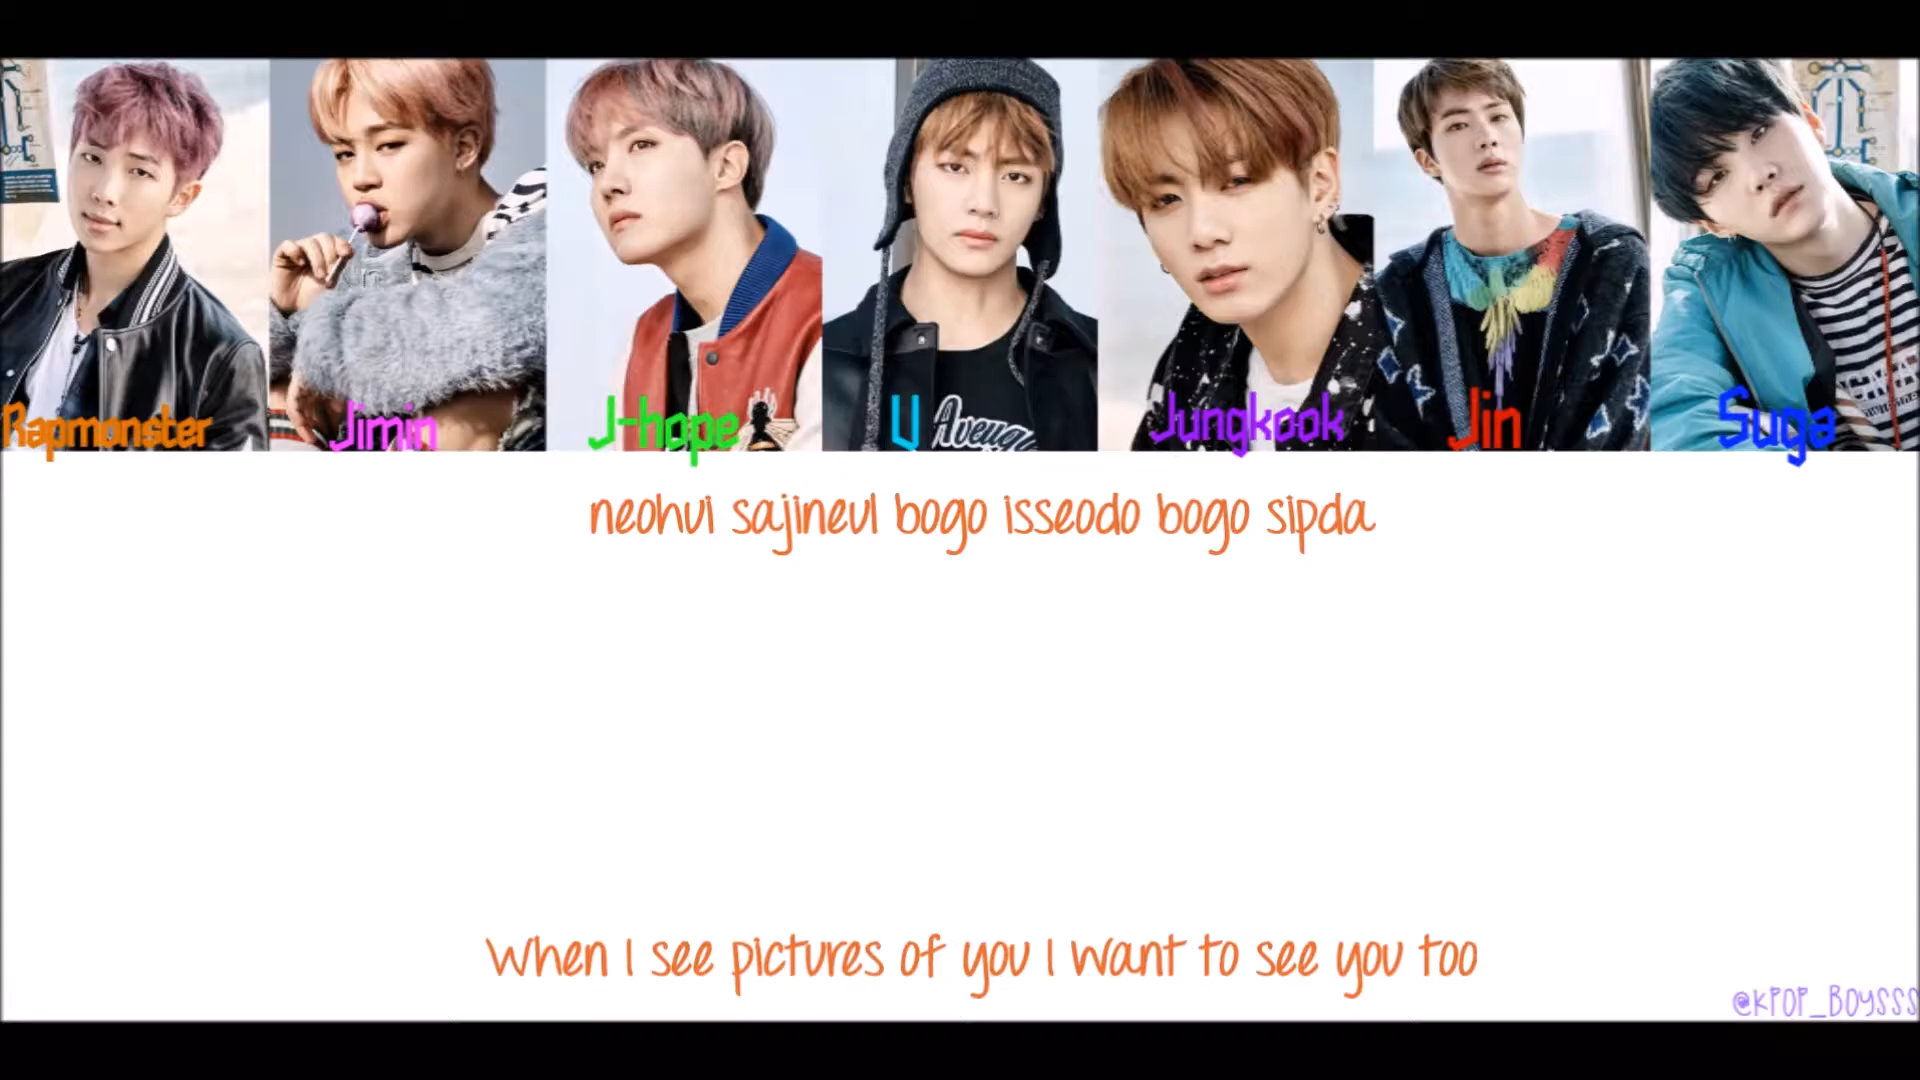 Rapmonster
Jimin
J-hope
V
Jungkook
Jin
Suga
neohui sajineul bogo isseodo bogo sipda
When I see pictures of you I want to see you too
@KPOP_BOYSSS